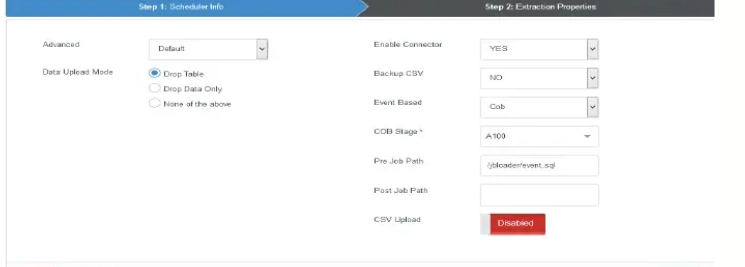 Step 1: Scheduler Info
Step 2: Extraction Properties
Advanced
Default
Data Upload Mode
Drop Table
Drop Data Only
None of the above
Enable Connector
YES
Backup CSV
NO
Event Based
Cob
COB Stage *
A100
Pre Job Path
/jbloader/event.sql
Post Job Path
CSV Upload
Disabled